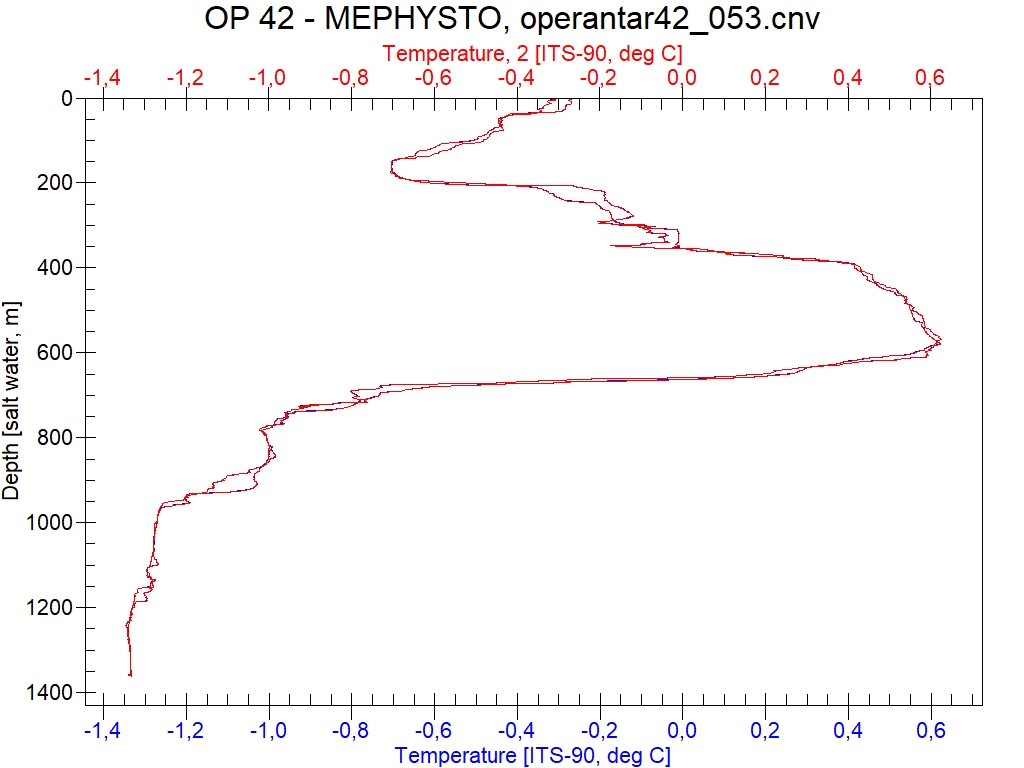 OP 42 - MEPHYSTO, operantar42_053.cnv
Temperature, 2 [ITS-90, deg C]
-1,4 -1,2 -1,0 -0,8 -0,6 -0,4 -0,2 0,0 0,2 0,4 0,6
0
200
400
600
800
1000
1200
1400
Depth [salt water, m]
-1,4 -1,2 -1,0 -0,8 -0,6 -0,4 -0,2 0,0 0,2 0,4 0,6
Temperature [ITS-90, deg C]